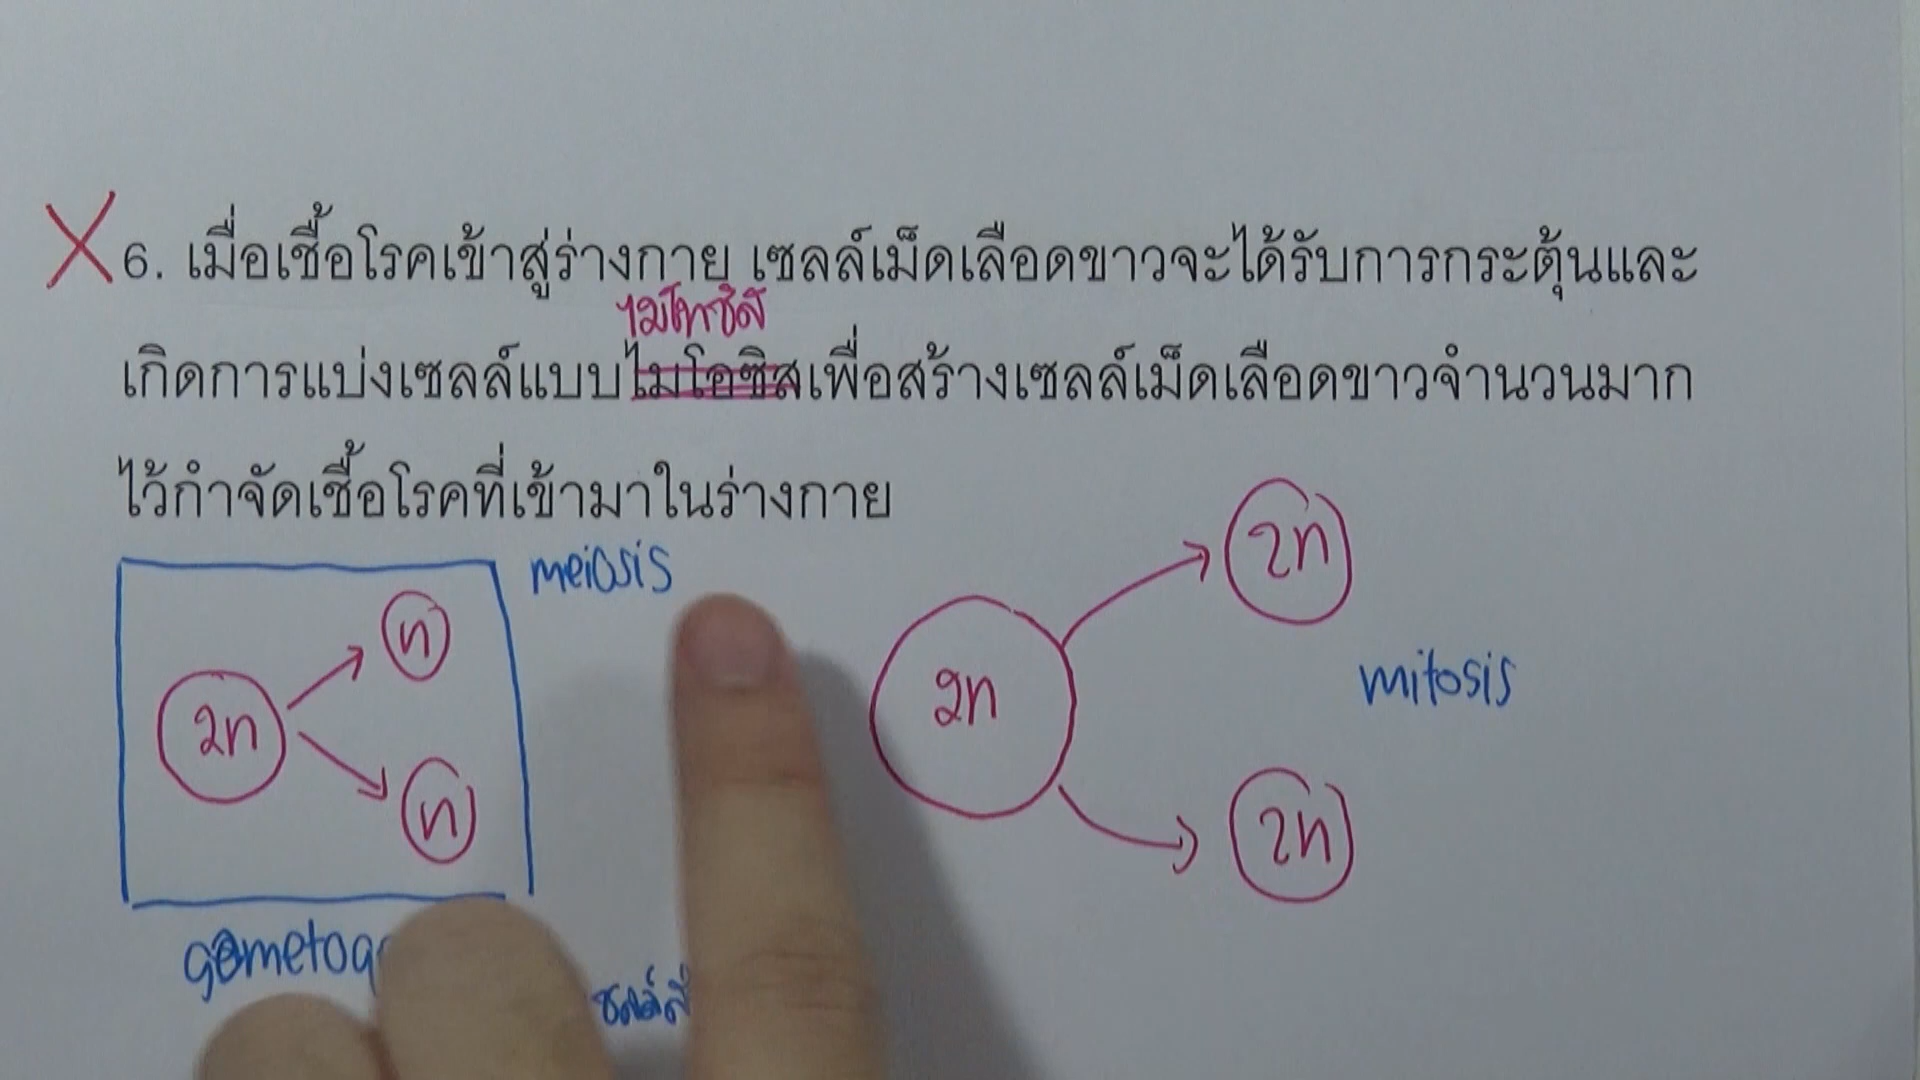 X 6. เมื่อเชื้อโรคเข้าสู่ร่างกาย เซลล์เม็ดเลือดขาวจะได้รับการกระตุ้นและ
ไมโทซิส
เกิดการแบ่งเซลล์แบบไมโอซิสเพื่อสร้างเซลล์เม็ดเลือดขาวจำนวนมาก
ไว้กำจัดเชื้อโรคที่เข้ามาในร่างกาย
meiosis
2n
n
n
2n
2n
2n
mitosis